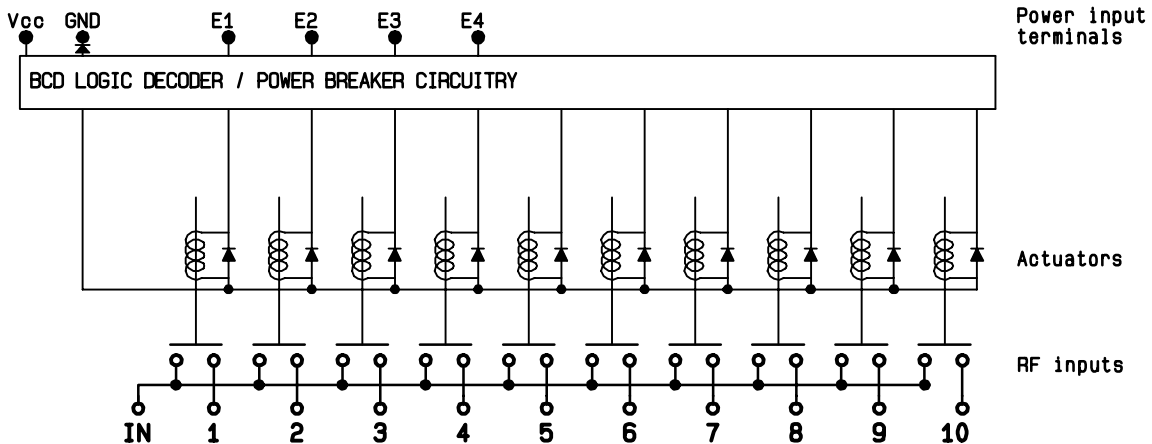 Vcc GND E1 E2 E3 E4 Power input
terminals
BCD LOGIC DECODER / POWER BREAKER CIRCUITRY
Actuators
RF inputs
IN 1 2 3 4 5 6 7 8 9 10